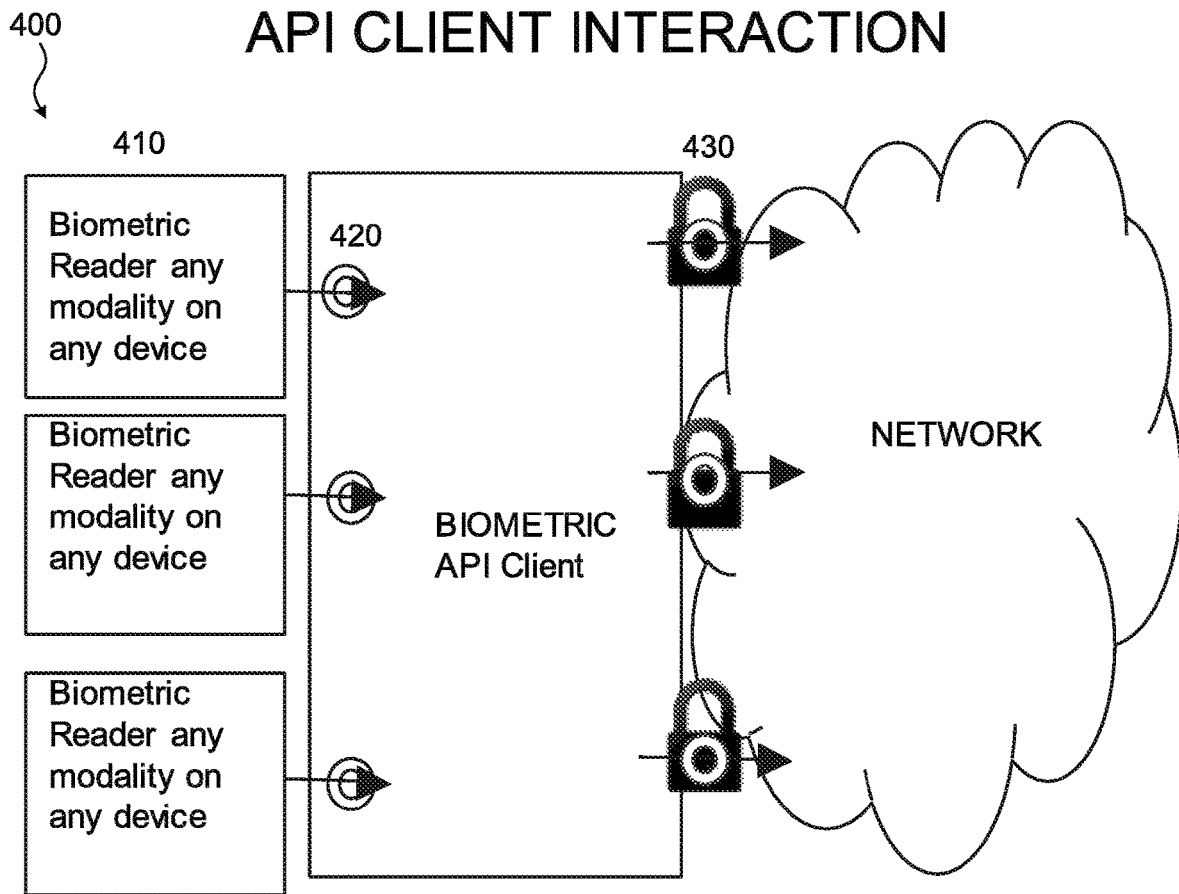 400
API CLIENT INTERACTION
410
430
Biometric
Reader any
modality on
any device
420
Biometric
Reader any
modality on
any device
BIOMETRIC
API Client
NETWORK
Biometric
Reader any
modality on
any device